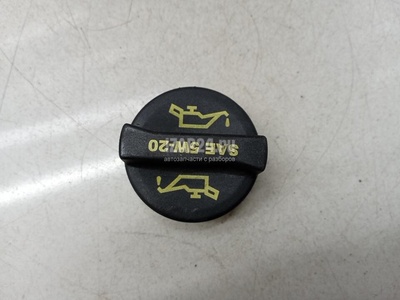 SAE 5W-20
автозапчасти с разборов